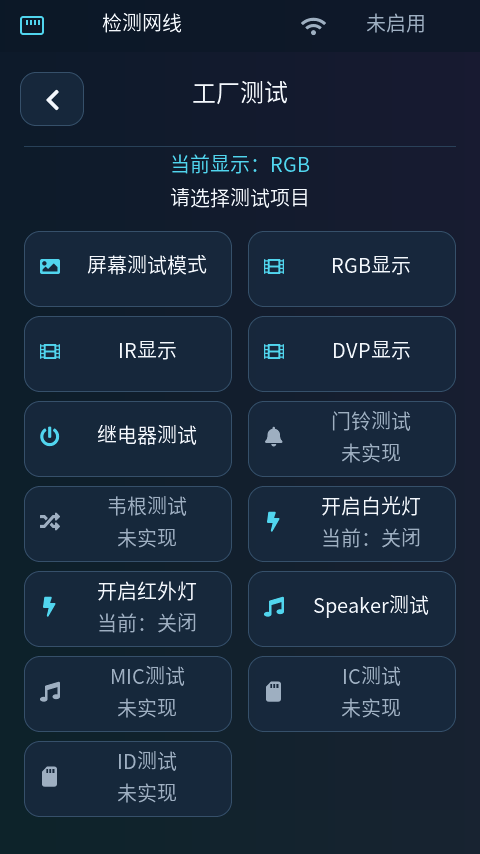 检测网线
未启用
工厂测试
当前显示：RGB
请选择测试项目
屏幕测试模式
RGB显示
IR显示
DVP显示
继电器测试
门铃测试
未实现
韦根测试
未实现
开启白光灯
当前：关闭
开启红外灯
当前：关闭
Speaker测试
MIC测试
未实现
IC测试
未实现
ID测试
未实现